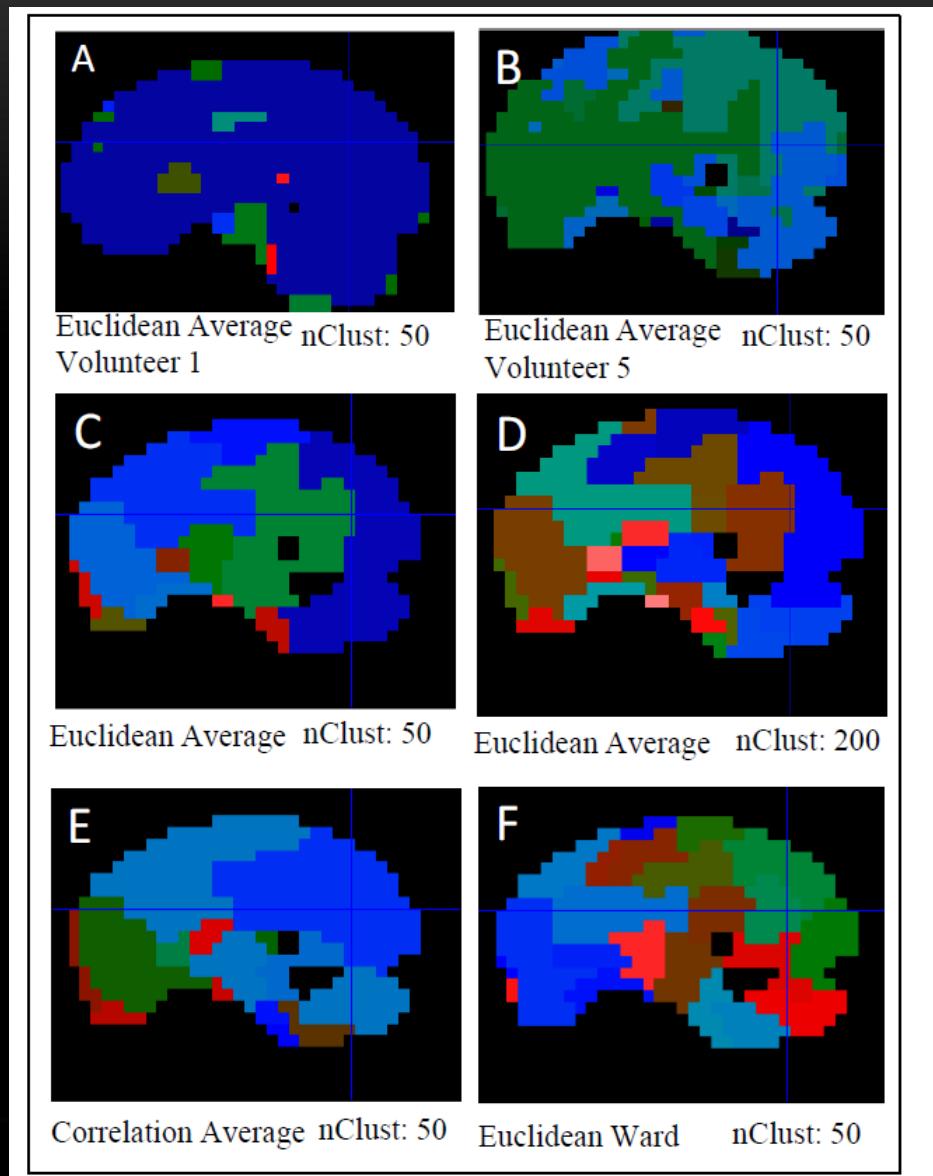 A
B
Euclidean Average nClust: 50
Volunteer 1
Euclidean Average nClust: 50
Volunteer 5
C
D
Euclidean Average nClust: 50
Euclidean Average nClust: 200
E
F
Correlation Average nClust: 50
Euclidean Ward nClust: 50